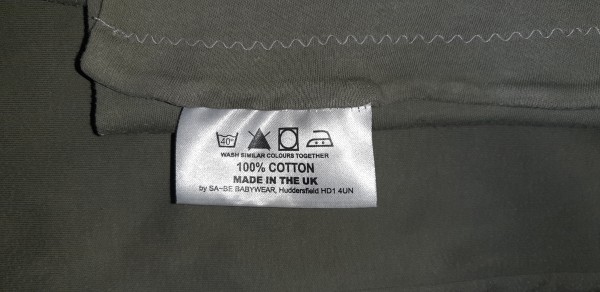 40°
WASH SIMILAR COLOURS TOGETHER
100% COTTON
MADE IN THE UK
by SA~BE BABYWEAR, Huddersfield HD1 4UN